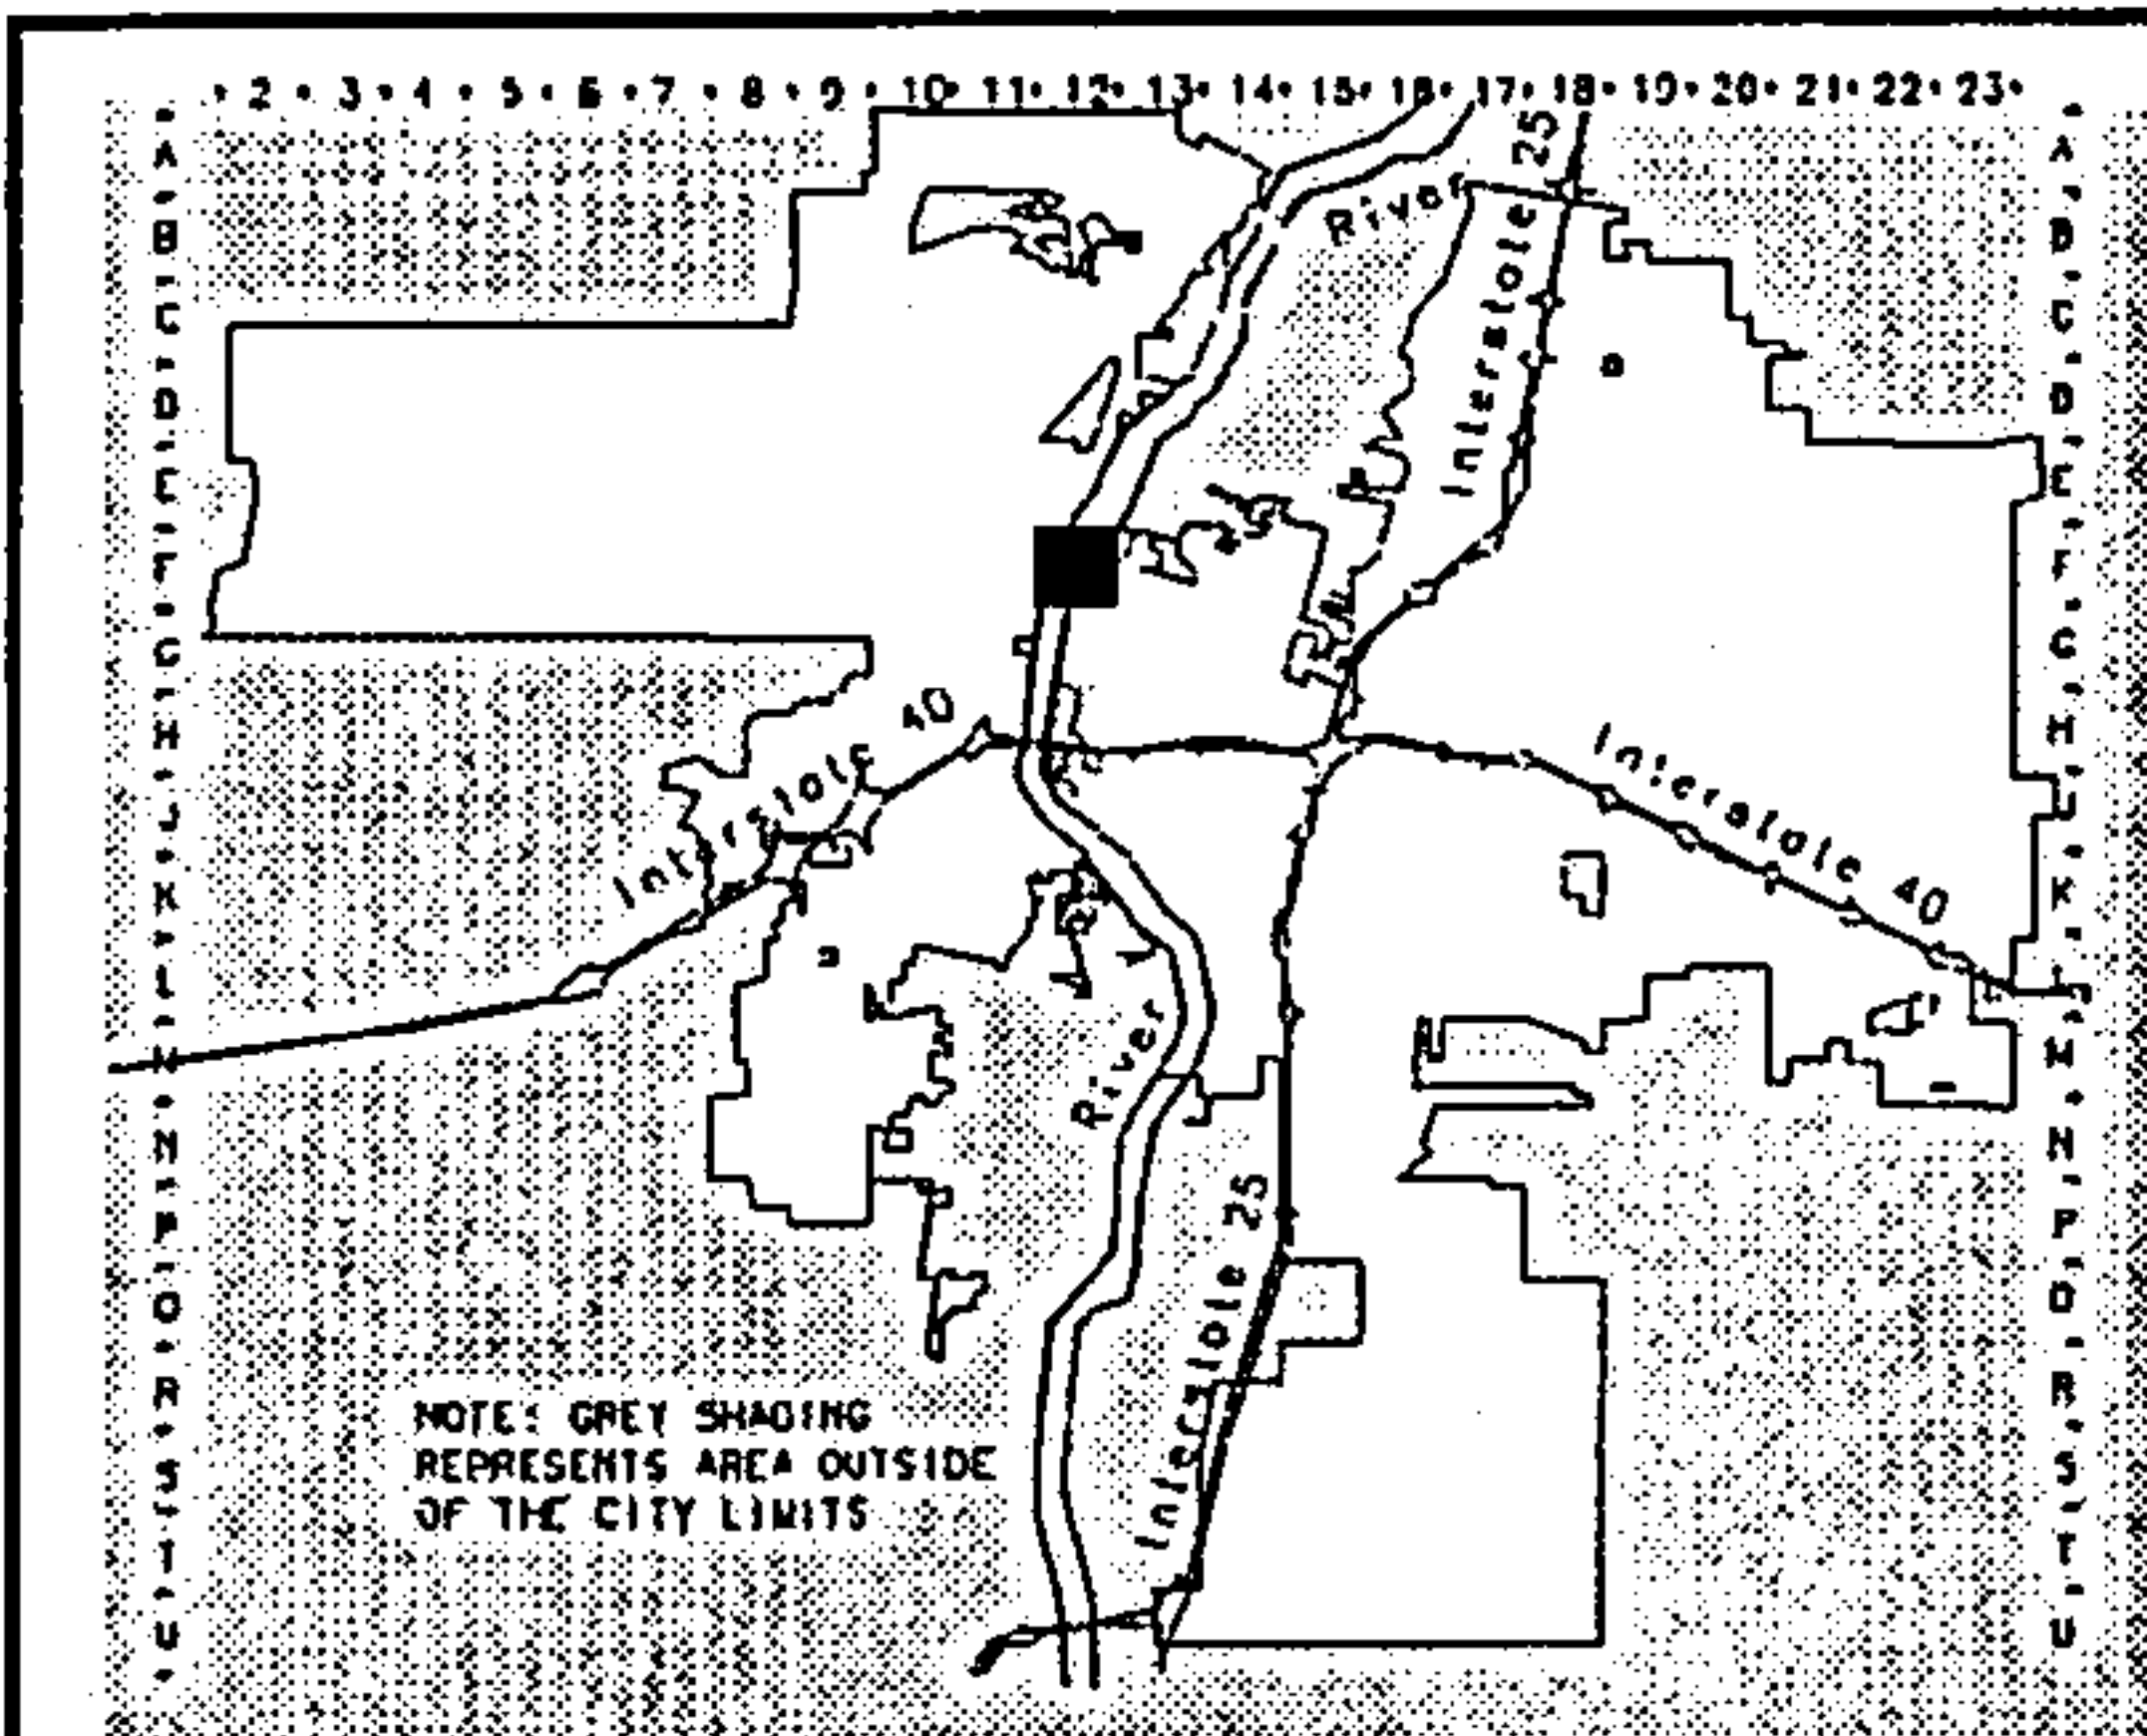 · 2 · 3 · 4 · 5 · 6 · 7 · 8 · 9 · 10 · 11 · 12 · 13 · 14 · 15 · 16 · 17 · 18 · 19 · 20 · 21 · 22 · 23 ·
A
B
C
D
E
F
G
H
J
K
L
M
N
P
Q
R
S
T
U
A
B
C
D
E
F
G
H
J
K
L
M
N
P
Q
R
S
T
U
River
Interstate 25
Interstate 40
Interstate 40
River
Interstate 25
NOTE: GREY SHADING
REPRESENTS AREA OUTSIDE
OF THE CITY LIMITS